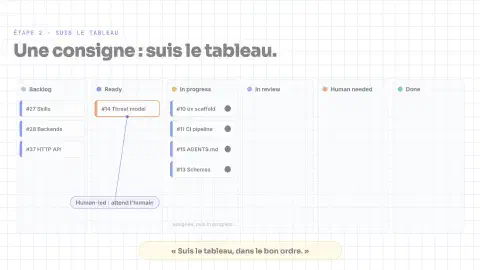 ÉTAPE 2 · SUIS LE TABLEAU
Une consigne : suis le tableau.
Backlog
Ready
In progress
In review
Human needed
Done
#27 Skills
#14 Threat model
#10 uv scaffold
#28 Backends
#11 CI pipeline
#37 HTTP API
#15 AGENTS.md
#13 Schemas
Human-led : attend l'humain
« Suis le tableau, dans le bon ordre. »